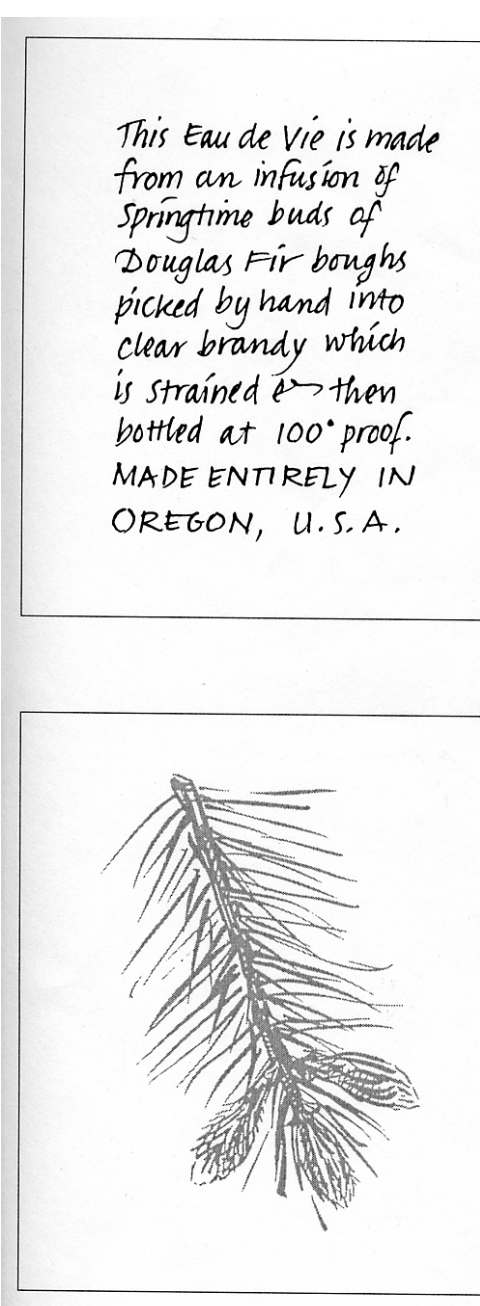 This Eau de Vie is made
from an infusion of
Springtime buds of
Douglas Fir boughs
picked by hand into
clear brandy which
is strained & then
bottled at 100° proof.
MADE ENTIRELY IN
OREGON, U.S.A.